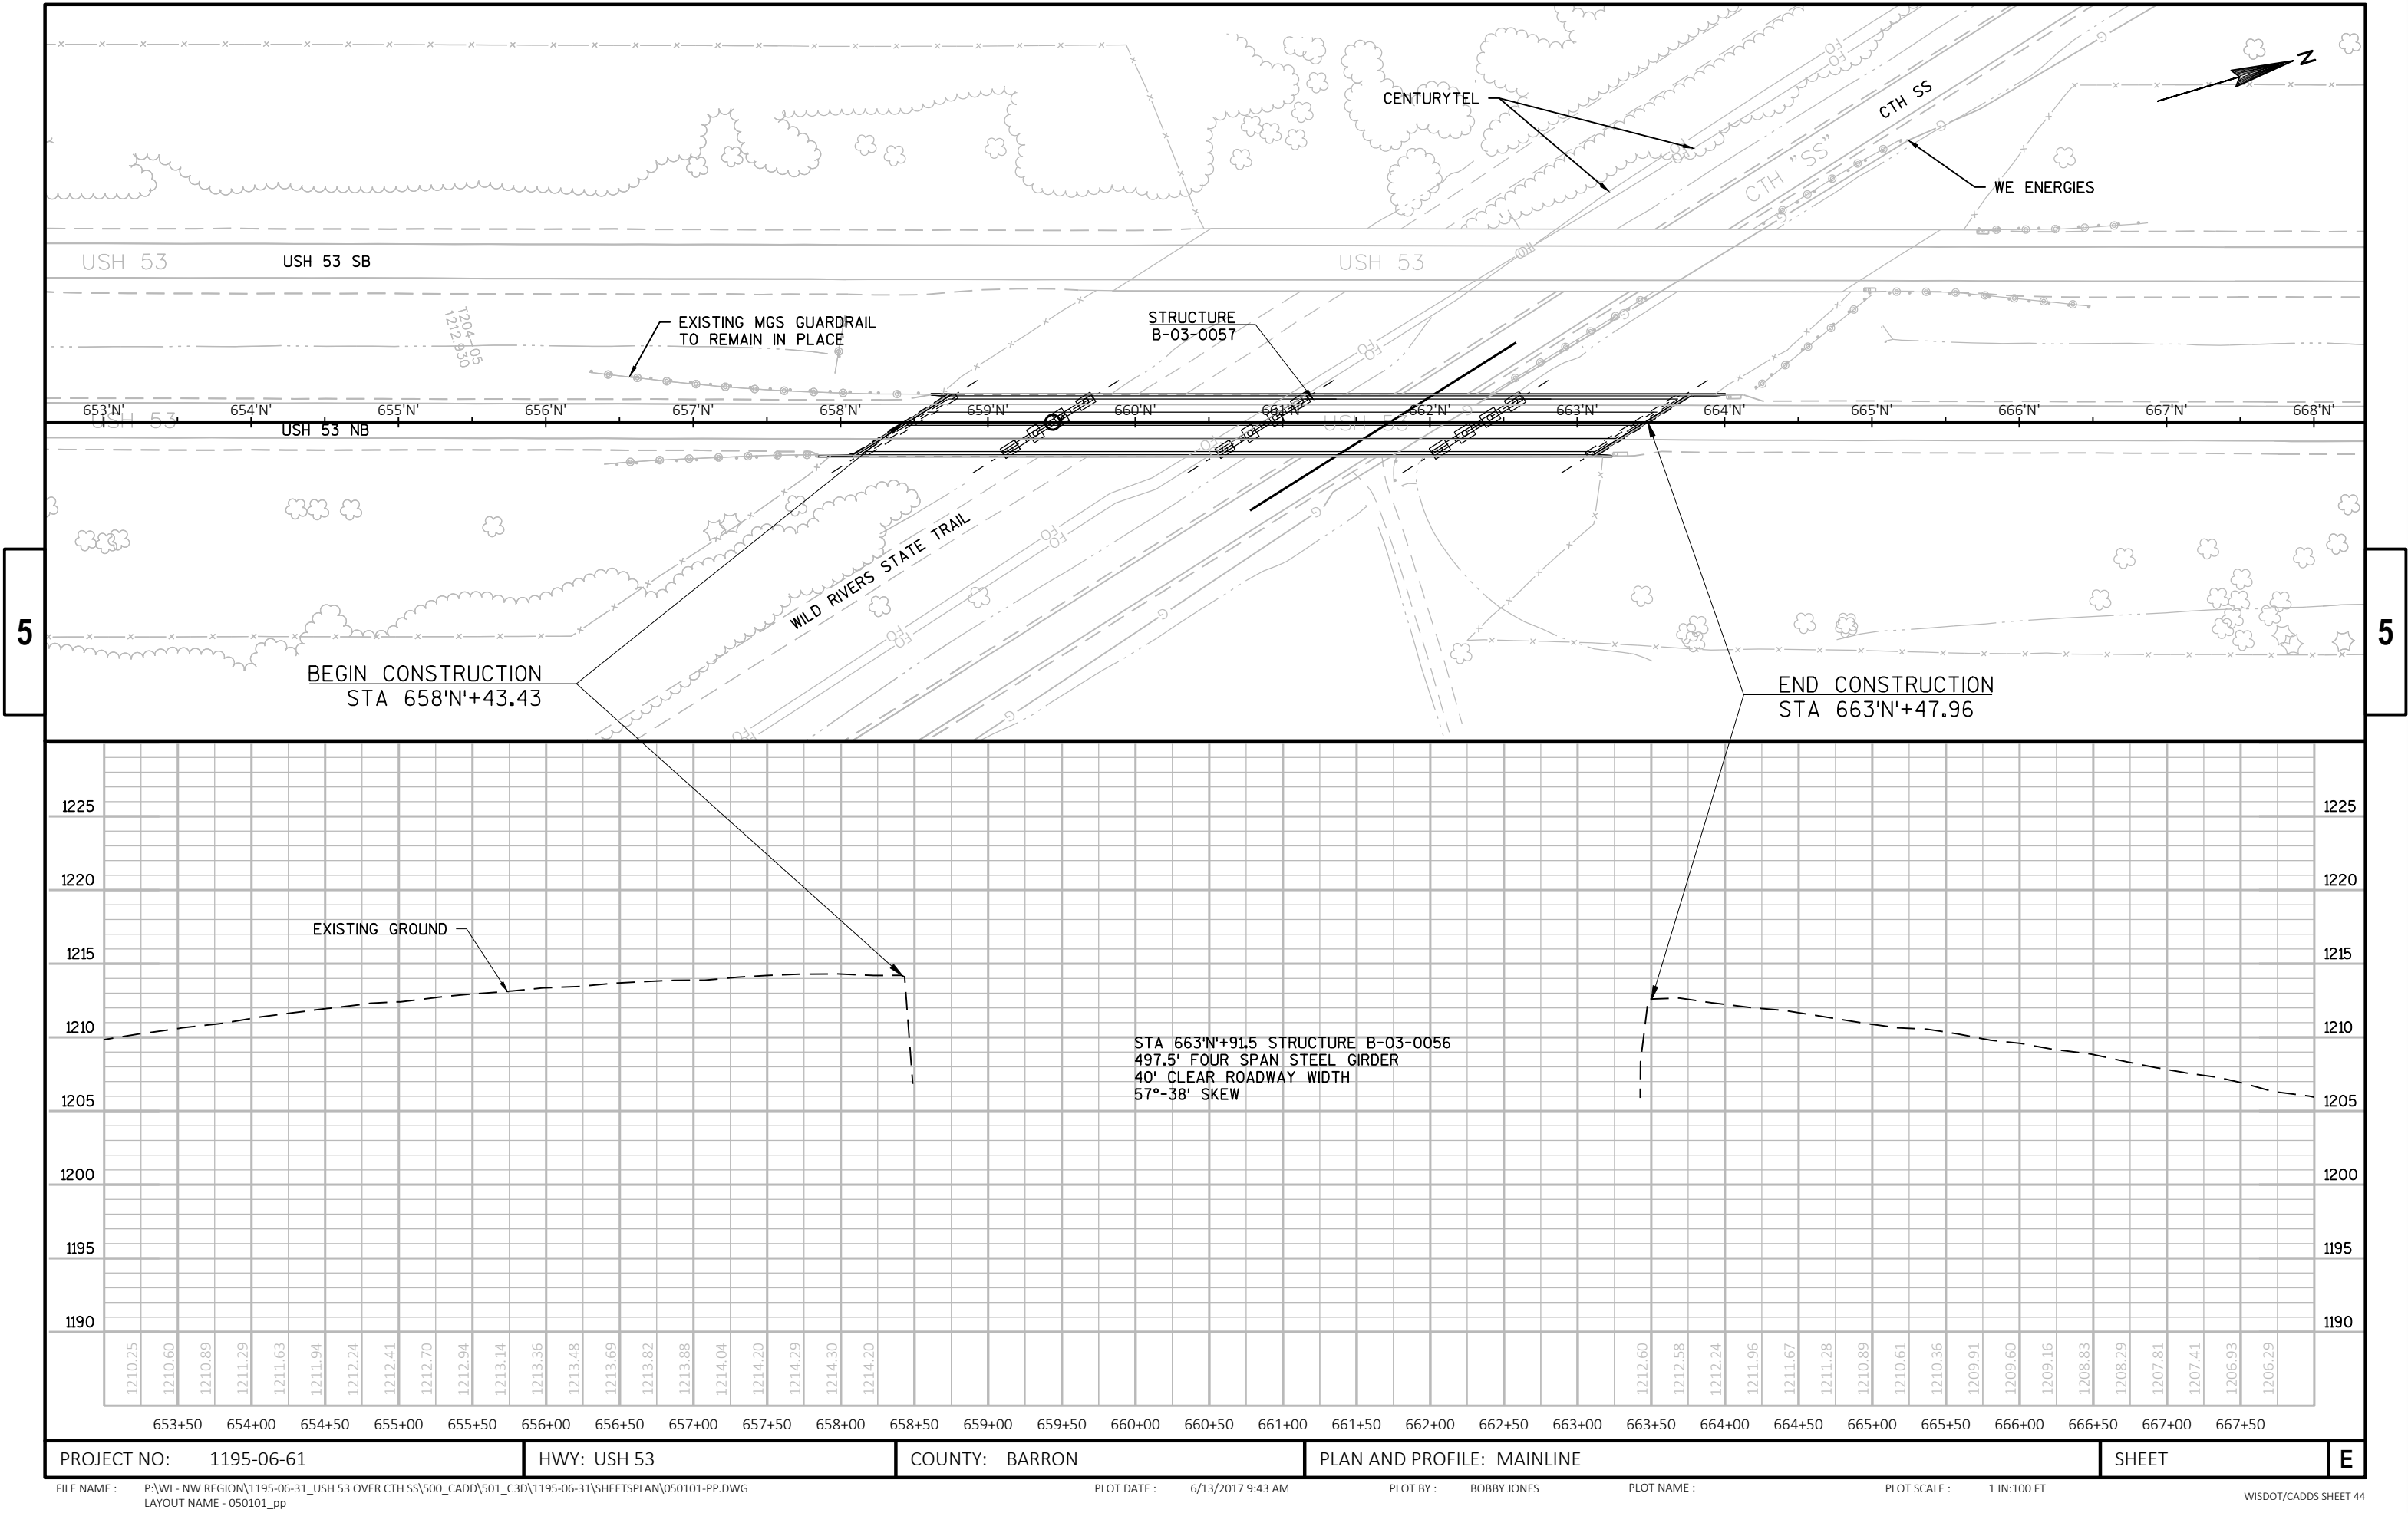 N
CENTURYTEL
CTH SS
CTH "SS"
WE ENERGIES
USH 53
USH 53 SB
USH 53
T204-05
1212.930
EXISTING MGS GUARDRAIL
TO REMAIN IN PLACE
STRUCTURE
B-03-0057
653'N' 654'N' 655'N' 656'N' 657'N' 658'N' 659'N' 660'N' 661'N' 662'N' 663'N' 664'N' 665'N' 666'N' 667'N' 668'N'
USH 53
USH 53 NB
USH 53
WILD RIVERS STATE TRAIL
5
5
BEGIN CONSTRUCTION
STA 658'N'+43.43
END CONSTRUCTION
STA 663'N'+47.96
1225 1225
1220 1220
EXISTING GROUND
1215 1215
1210 1210
STA 663'N'+91.5 STRUCTURE B-03-0056
497.5' FOUR SPAN STEEL GIRDER
40' CLEAR ROADWAY WIDTH
57°-38' SKEW
1205 1205
1200 1200
1195 1195
1190 1190
1210.25 1210.60 1210.89 1211.29 1211.63 1211.94 1212.24 1212.41 1212.70 1212.94 1213.14 1213.36 1213.48 1213.69 1213.82 1213.88 1214.04 1214.20 1214.29 1214.30 1214.20 1212.60 1212.58 1212.24 1211.96 1211.67 1211.28 1210.89 1210.61 1210.36 1209.91 1209.60 1209.16 1208.83 1208.29 1207.81 1207.41 1206.93 1206.29
653+50 654+00 654+50 655+00 655+50 656+00 656+50 657+00 657+50 658+00 658+50 659+00 659+50 660+00 660+50 661+00 661+50 662+00 662+50 663+00 663+50 664+00 664+50 665+00 665+50 666+00 666+50 667+00 667+50
PROJECT NO: 1195-06-61 HWY: USH 53 COUNTY: BARRON PLAN AND PROFILE: MAINLINE SHEET E
FILE NAME : P:\WI - NW REGION\1195-06-31_USH 53 OVER CTH SS\500_CADD\501_C3D\1195-06-31\SHEETSPLAN\050101-PP.DWG PLOT DATE : 6/13/2017 9:43 AM PLOT BY : BOBBY JONES PLOT NAME : PLOT SCALE : 1 IN:100 FT
LAYOUT NAME - 050101_pp
WISDOT/CADDS SHEET 44